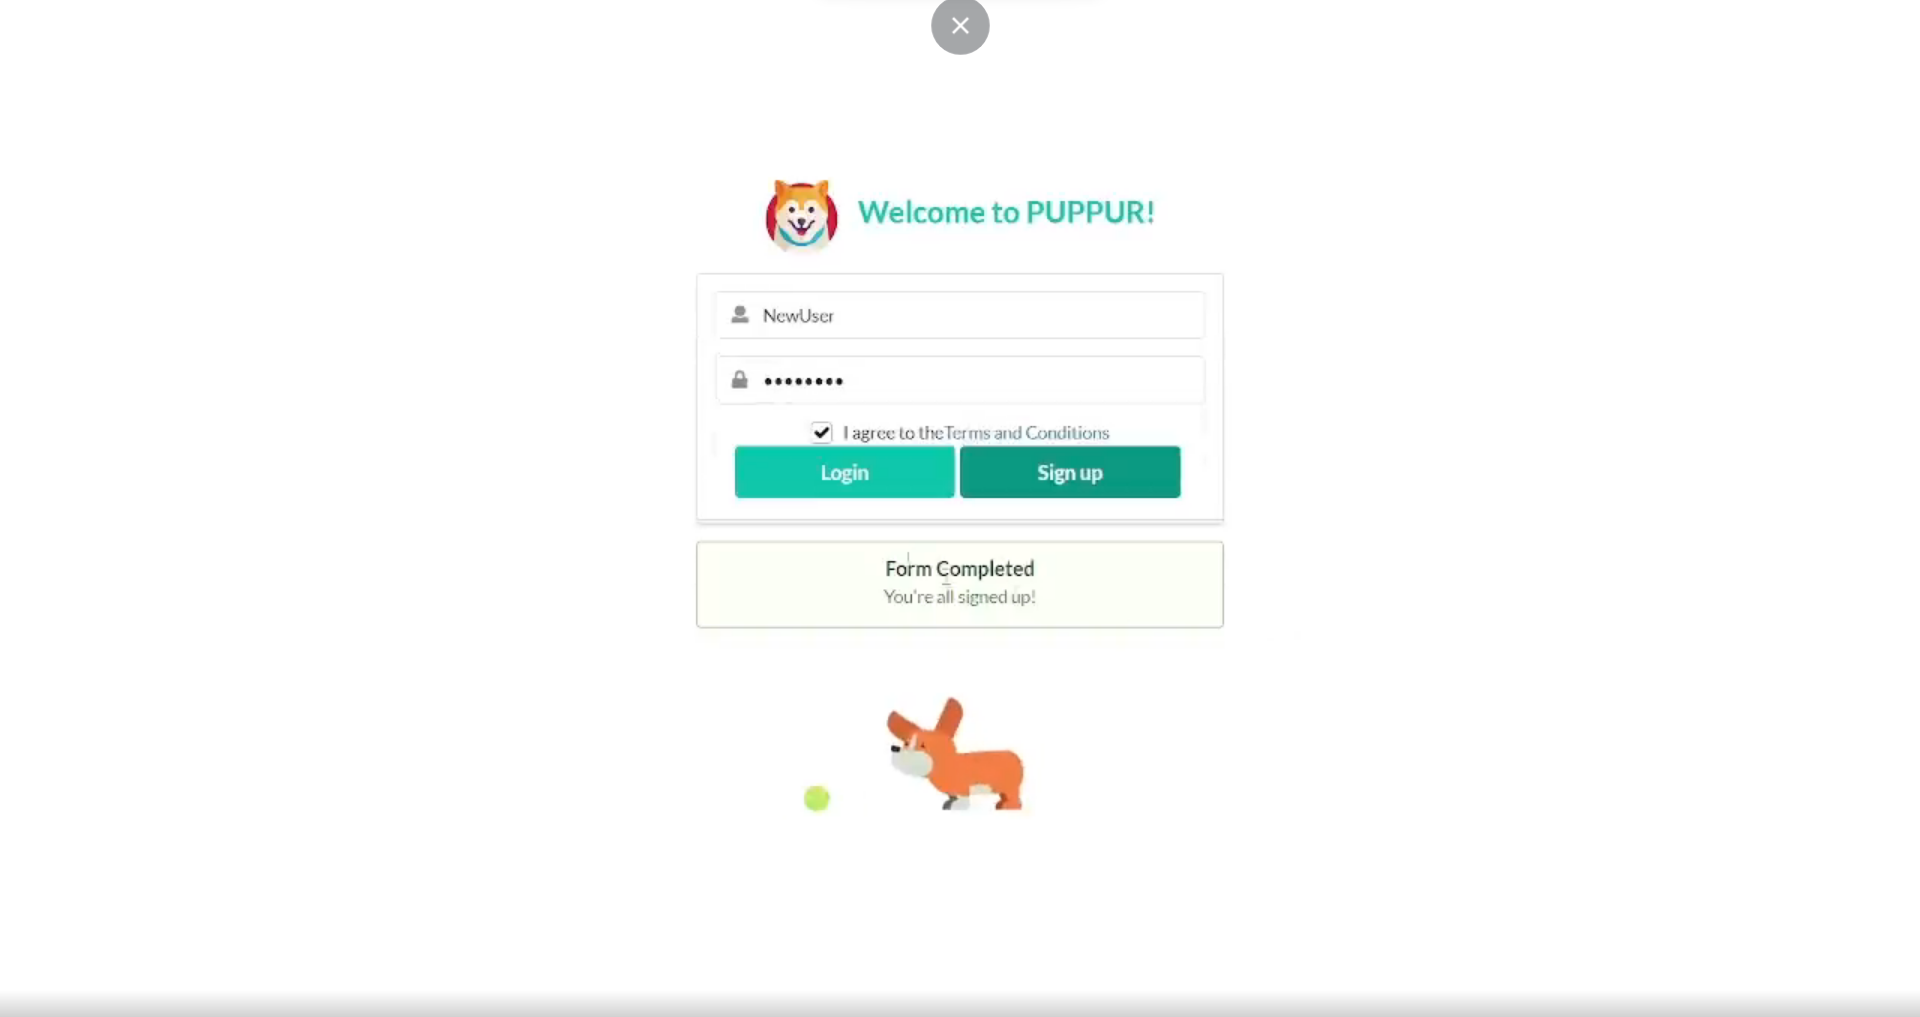 Welcome to PUPPUR!
NewUser
I agree to the Terms and Conditions
Login
Sign up
Form Completed
You're all signed up!